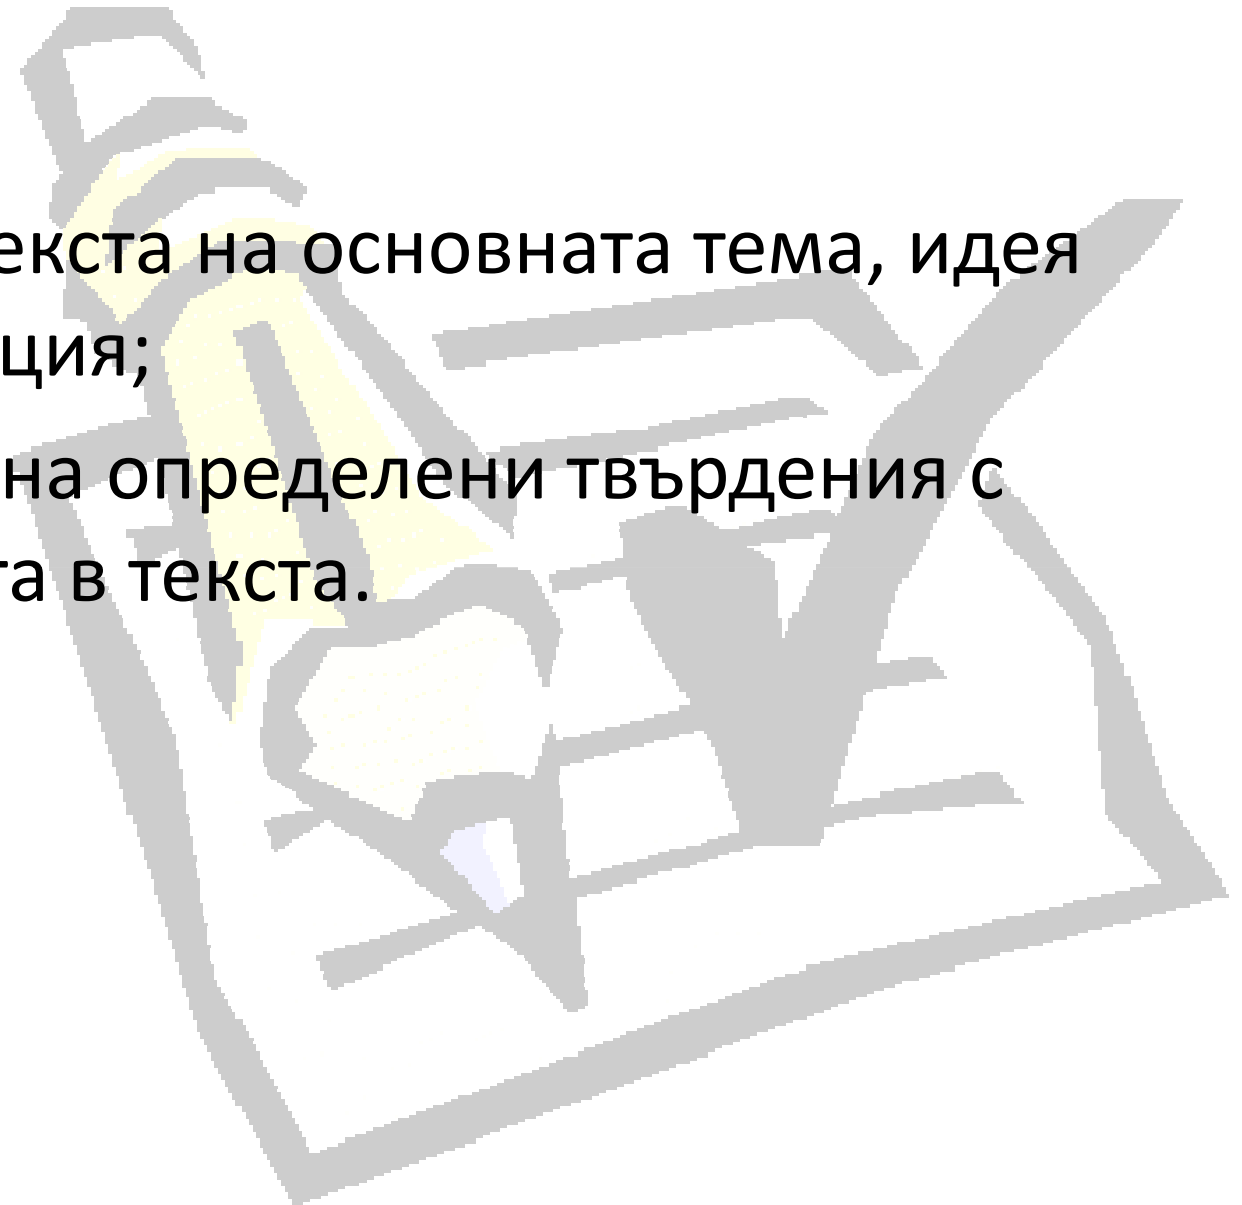 екста на основната тема, идея
ция;
на определени твърдения с
та в текста.